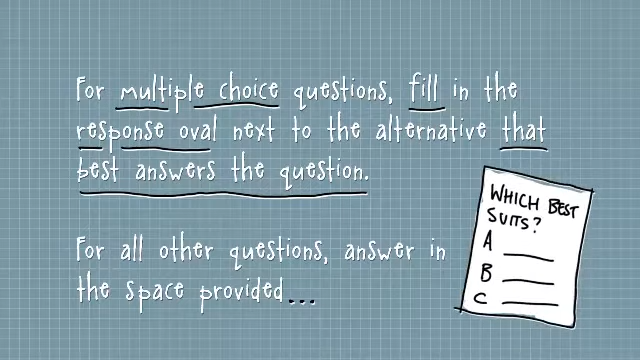 For multiple choice questions, fill in the
response oval next to the alternative that
best answers the question.
For all other questions, answer in
the space provided...
WHICH BEST
SUITS?
A
B
C